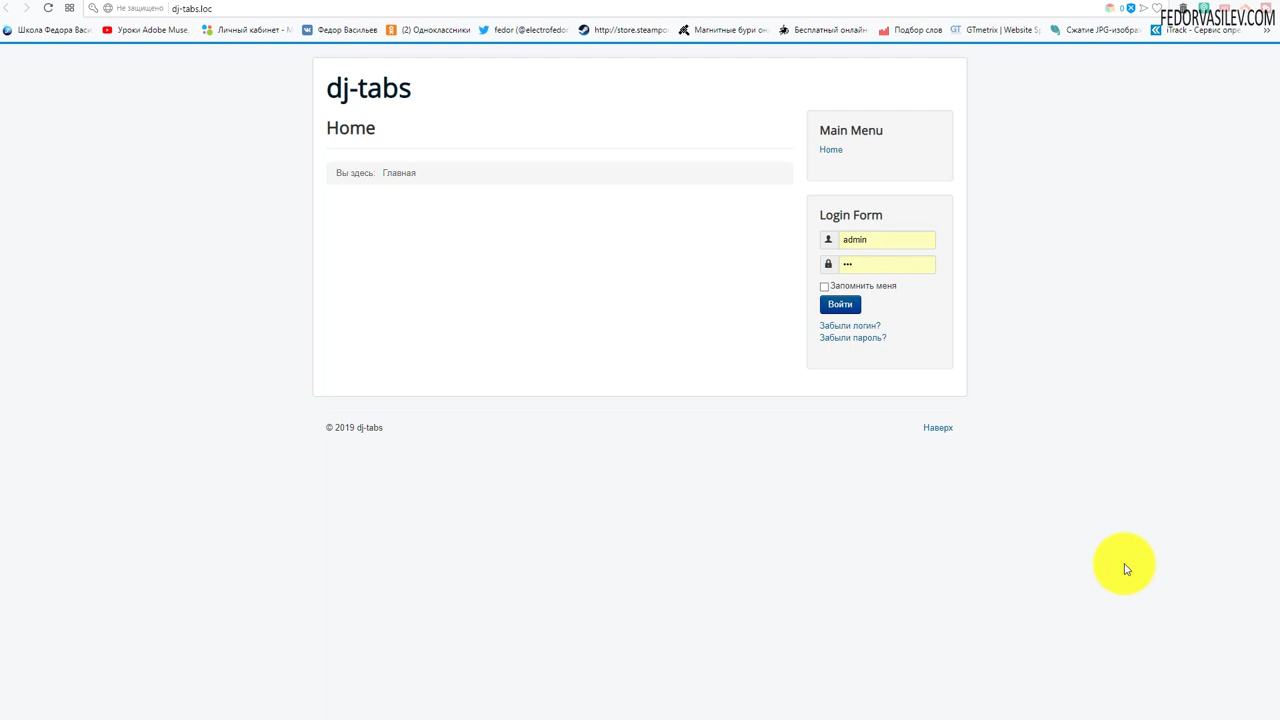 Не защищено dj-tabs.loc 0
FEDORVASILEV.COM
Школа Федора Васи Уроки Adobe Muse, Личный кабинет - М Федор Васильев (2) Одноклассники fedor (@electrofedor http://store.steampo Магнитные бури он Бесплатный онлайн Подбор слов GT GTmetrix | Website Sp Сжатие JPG-изобра iTrack - Сервис опре »
dj-tabs
Home
Вы здесь: Главная
Main Menu
Home
Login Form
admin
•••
Запомнить меня
Войти
Забыли логин?
Забыли пароль?
© 2019 dj-tabs
Наверх